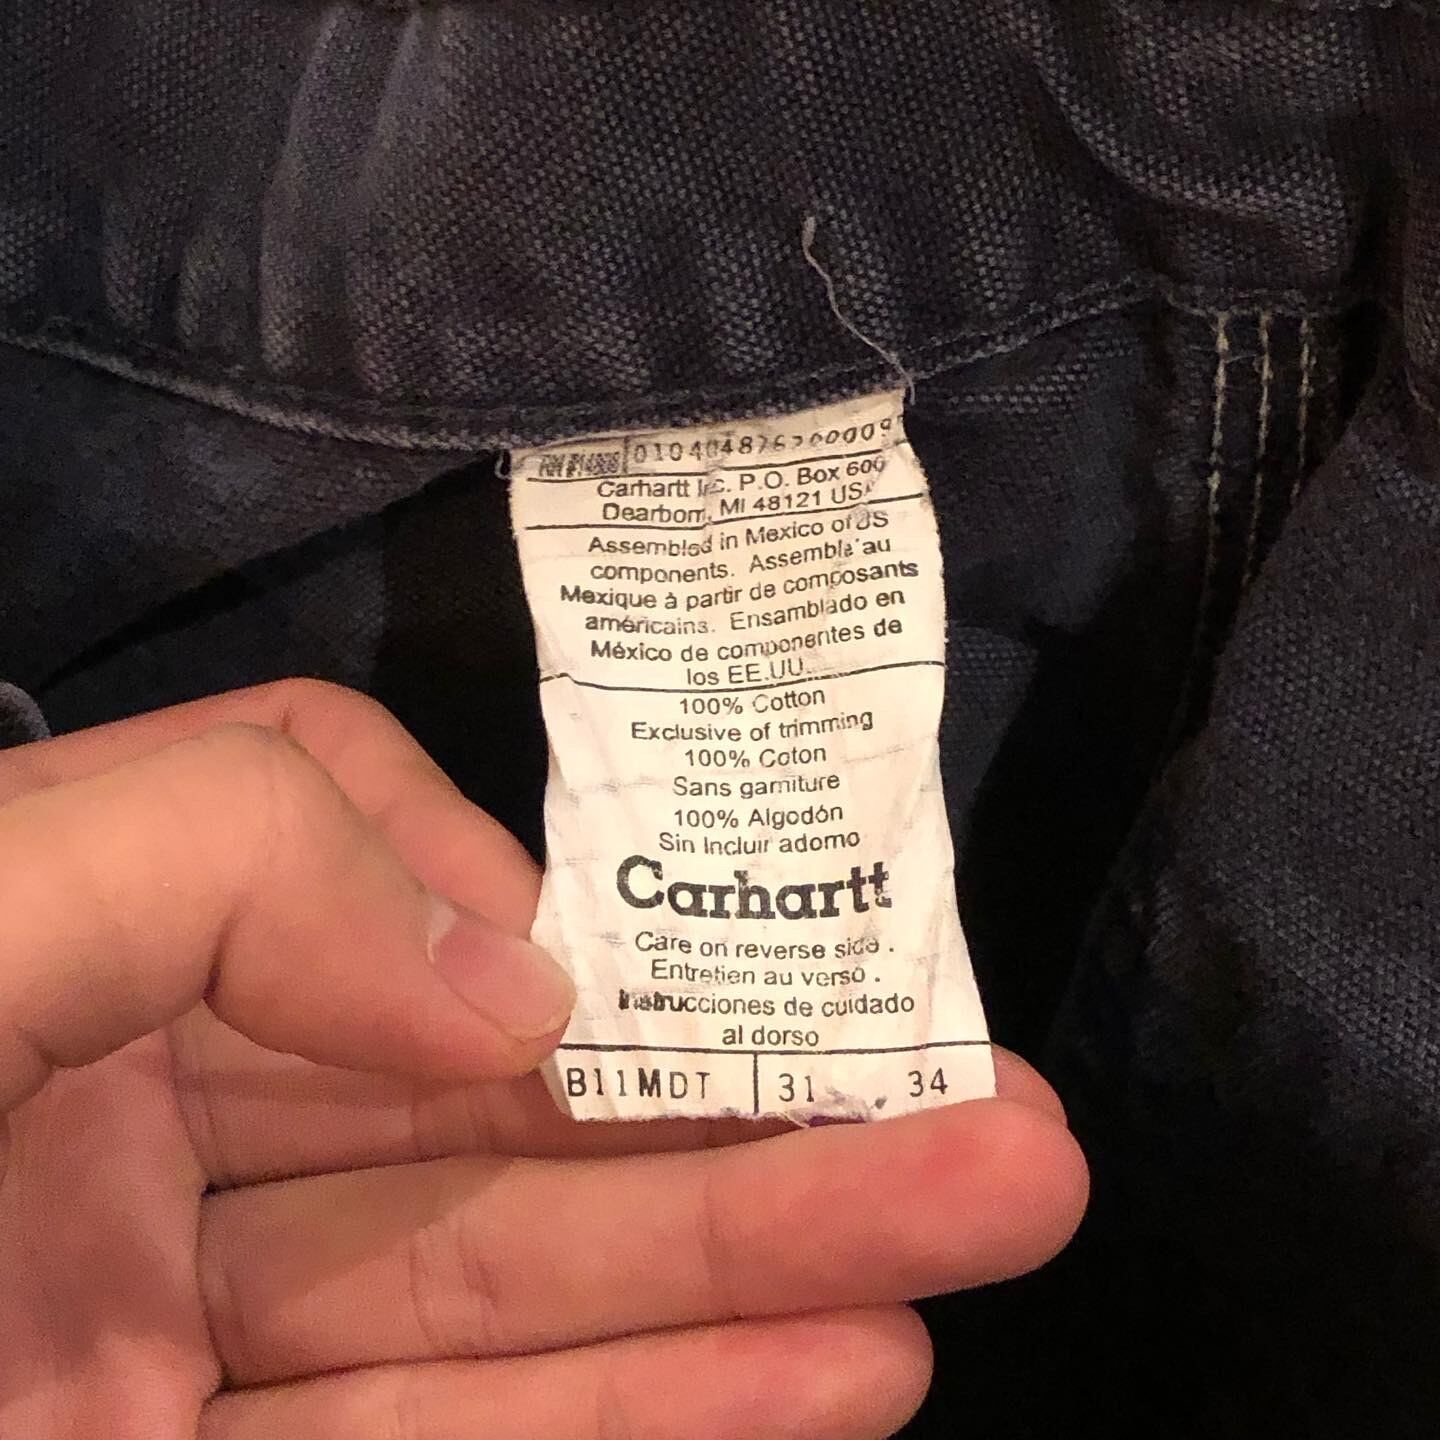 RN #14806 0104048762000097
Carhartt Inc. P.O. Box 600
Dearborn, MI 48121 USA
Assembled in Mexico of US
components. Assemblé au
Mexique à partir de composants
américains. Ensamblado en
México de componentes de
los EE.UU.
100% Cotton
Exclusive of trimming
100% Coton
Sans garniture
100% Algodón
Sin Incluir adorno
Carhartt
Care on reverse side.
Entretien au verso.
Instrucciones de cuidado
al dorso
B11MDT 31 34